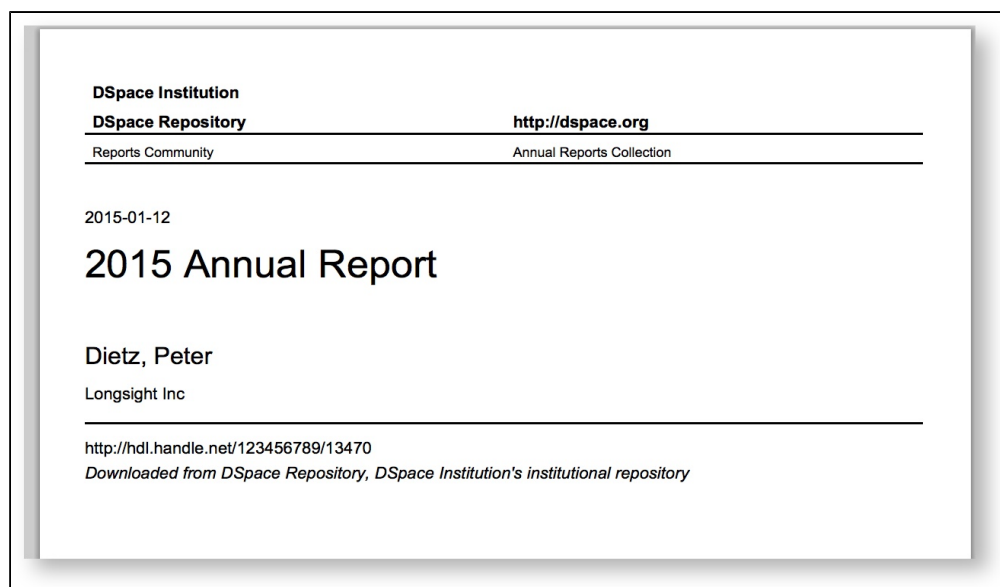 DSpace Institution
DSpace Repository http://dspace.org
Reports Community Annual Reports Collection
2015-01-12
2015 Annual Report
Dietz, Peter
Longsight Inc
http://hdl.handle.net/123456789/13470
Downloaded from DSpace Repository, DSpace Institution's institutional repository